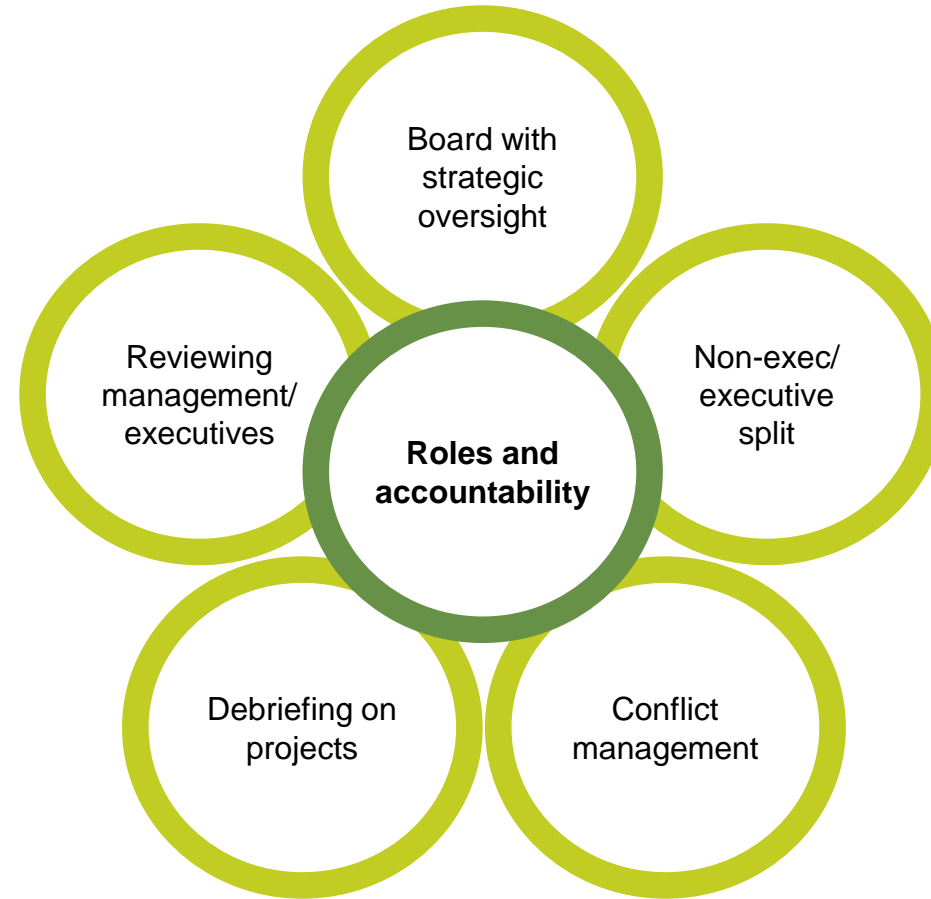 Board with
strategic
oversight
Reviewing
management/
executives
Non-exec/
executive
split
Roles and
accountability
Debriefing on
projects
Conflict
management